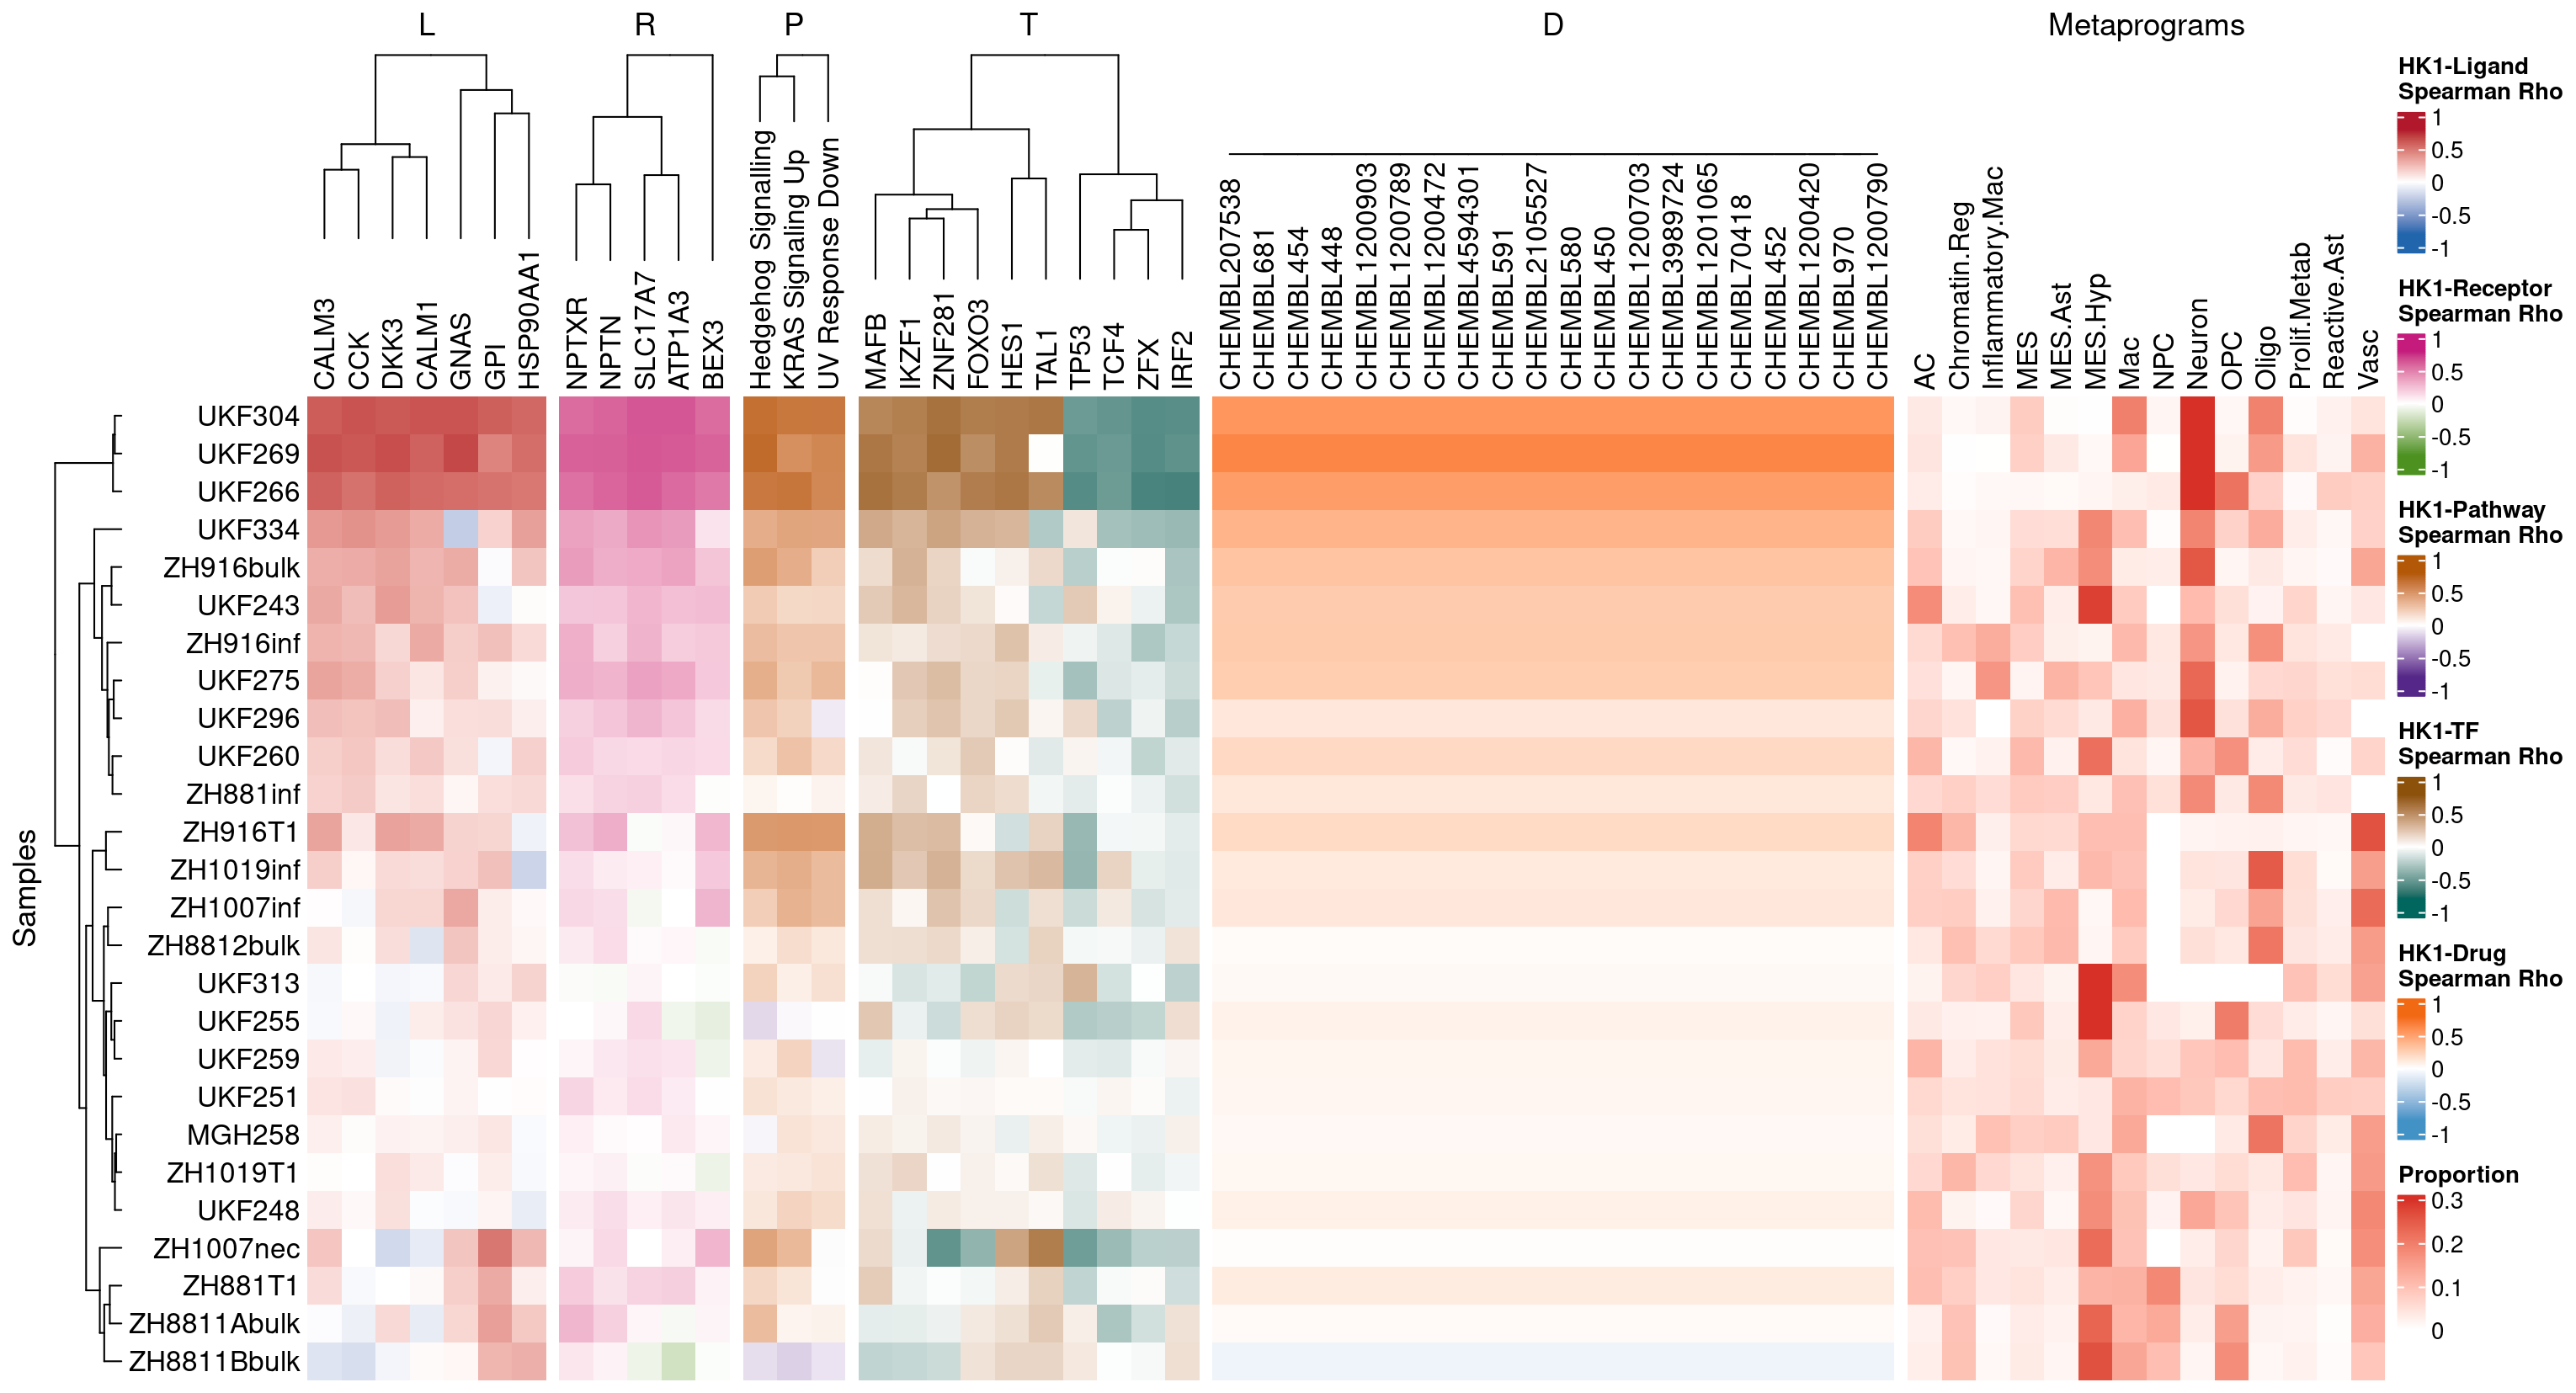 L R P T D Metaprograms
CALM3
CCK
DKK3
CALM1
GNAS
GPI
HSP90AA1
NPTXR
NPTN
SLC17A7
ATP1A3
BEX3
Hedgehog Signalling
KRAS Signaling Up
UV Response Down
MAFB
IKZF1
ZNF281
FOXO3
HES1
TAL1
TP53
TCF4
ZFX
IRF2
CHEMBL207538
CHEMBL681
CHEMBL454
CHEMBL448
CHEMBL1200903
CHEMBL1200789
CHEMBL1200472
CHEMBL4594301
CHEMBL591
CHEMBL2105527
CHEMBL580
CHEMBL450
CHEMBL1200703
CHEMBL3989724
CHEMBL1201065
CHEMBL70418
CHEMBL452
CHEMBL1200420
CHEMBL970
CHEMBL1200790
AC
Chromatin.Reg
Inflammatory.Mac
MES
MES.Ast
MES.Hyp
Mac
NPC
Neuron
OPC
Oligo
Prolif.Metab
Reactive.Ast
Vasc
Samples
UKF304
UKF269
UKF266
UKF334
ZH916bulk
UKF243
ZH916inf
UKF275
UKF296
UKF260
ZH881inf
ZH916T1
ZH1019inf
ZH1007inf
ZH8812bulk
UKF313
UKF255
UKF259
UKF251
MGH258
ZH1019T1
UKF248
ZH1007nec
ZH881T1
ZH8811Abulk
ZH8811Bbulk
HK1-Ligand
Spearman Rho
1
0.5
0
-0.5
-1
HK1-Receptor
Spearman Rho
1
0.5
0
-0.5
-1
HK1-Pathway
Spearman Rho
1
0.5
0
-0.5
-1
HK1-TF
Spearman Rho
1
0.5
0
-0.5
-1
HK1-Drug
Spearman Rho
1
0.5
0
-0.5
-1
Proportion
0.3
0.2
0.1
0